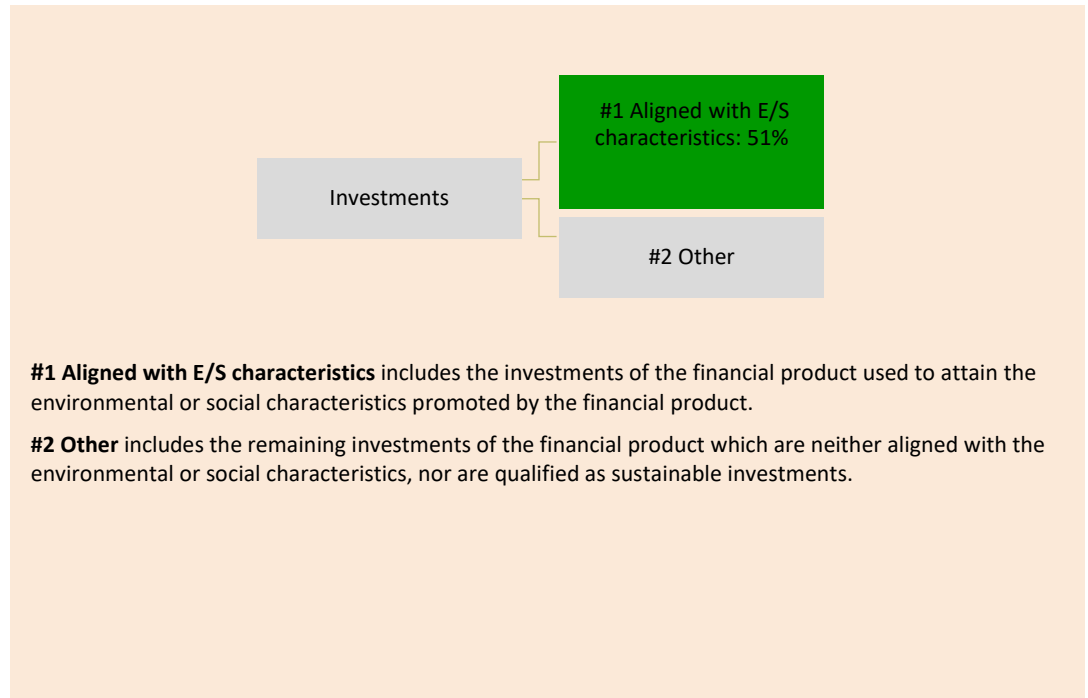 #1 Aligned with E/S
characteristics: 51%
Investments
#2 Other
#1 Aligned with E/S characteristics includes the investments of the financial product used to attain the
environmental or social characteristics promoted by the financial product.
#2 Other includes the remaining investments of the financial product which are neither aligned with the
environmental or social characteristics, nor are qualified as sustainable investments.